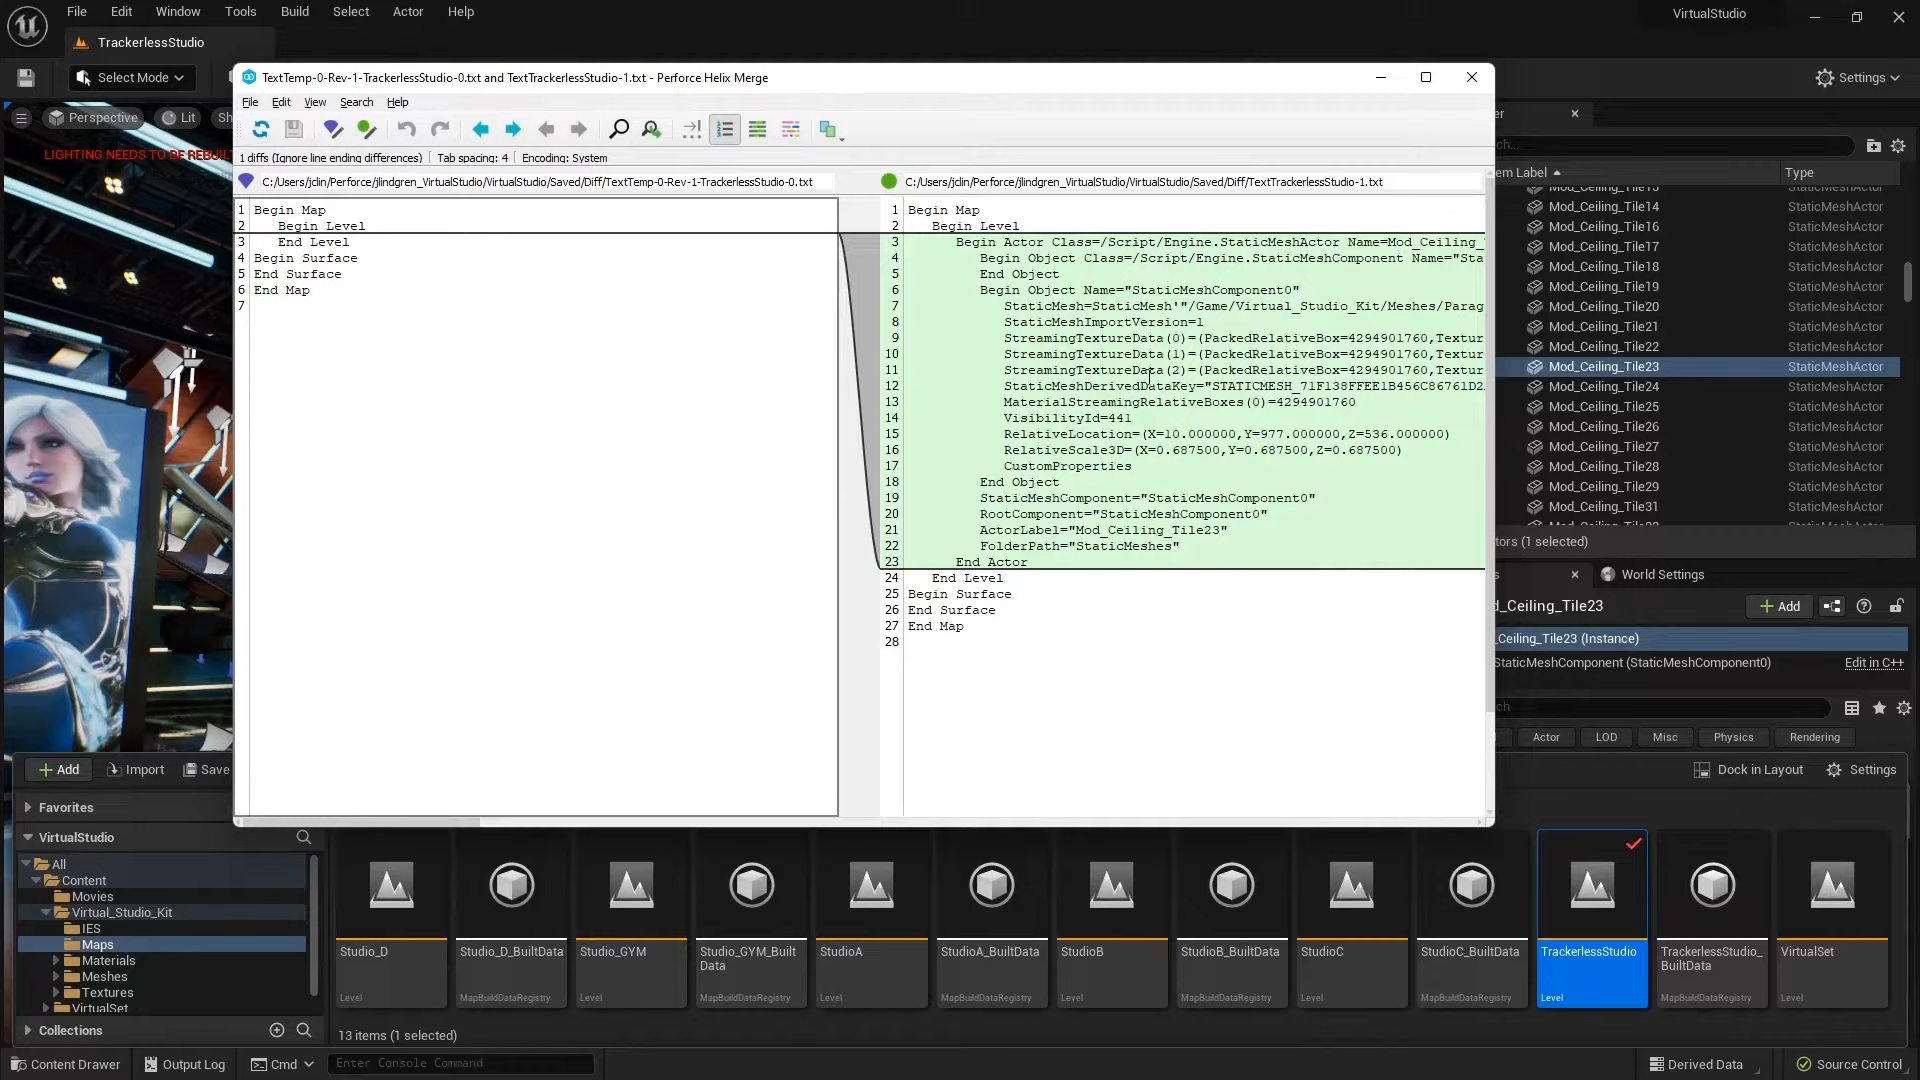 File Edit Window Tools Build Select Actor Help
VirtualStudio
TrackerlessStudio
Select Mode
Settings
Perspective
Lit
Sh
LIGHTING NEEDS TO BE REBUIL
TextTemp-0-Rev-1-TrackerlessStudio-0.txt and TextTrackerlessStudio-1.txt - Perforce Helix Merge
File Edit View Search Help
1 diffs (Ignore line ending differences) Tab spacing: 4 Encoding: System
C:/Users/jclin/Perforce/jlindgren_VirtualStudio/VirtualStudio/Saved/Diff/TextTemp-0-Rev-1-TrackerlessStudio-0.txt
C:/Users/jclin/Perforce/jlindgren_VirtualStudio/VirtualStudio/Saved/Diff/TextTrackerlessStudio-1.txt
1 Begin Map
2 Begin Level
3 End Level
4 Begin Surface
5 End Surface
6 End Map
7
1 Begin Map
2 Begin Level
3 Begin Actor Class=/Script/Engine.StaticMeshActor Name=Mod_Ceiling_
4 Begin Object Class=/Script/Engine.StaticMeshComponent Name="Sta
5 End Object
6 Begin Object Name="StaticMeshComponent0"
7 StaticMesh=StaticMesh'"/Game/Virtual_Studio_Kit/Meshes/Parag
8 StaticMeshImportVersion=1
9 StreamingTextureData(0)=(PackedRelativeBox=4294901760,Textur
10 StreamingTextureData(1)=(PackedRelativeBox=4294901760,Textur
11 StreamingTextureData(2)=(PackedRelativeBox=4294901760,Textur
12 StaticMeshDerivedDataKey="STATICMESH_71F138FFEE1B456C86761D2
13 MaterialStreamingRelativeBoxes(0)=4294901760
14 VisibilityId=441
15 RelativeLocation=(X=10.000000,Y=977.000000,Z=536.000000)
16 RelativeScale3D=(X=0.687500,Y=0.687500,Z=0.687500)
17 CustomProperties
18 End Object
19 StaticMeshComponent="StaticMeshComponent0"
20 RootComponent="StaticMeshComponent0"
21 ActorLabel="Mod_Ceiling_Tile23"
22 FolderPath="StaticMeshes"
23 End Actor
24 End Level
25 Begin Surface
26 End Surface
27 End Map
28
er
ch...
em Label Type
Mod_Ceiling_Tile13 StaticMeshActor
Mod_Ceiling_Tile14 StaticMeshActor
Mod_Ceiling_Tile16 StaticMeshActor
Mod_Ceiling_Tile17 StaticMeshActor
Mod_Ceiling_Tile18 StaticMeshActor
Mod_Ceiling_Tile19 StaticMeshActor
Mod_Ceiling_Tile20 StaticMeshActor
Mod_Ceiling_Tile21 StaticMeshActor
Mod_Ceiling_Tile22 StaticMeshActor
Mod_Ceiling_Tile23 StaticMeshActor
Mod_Ceiling_Tile24 StaticMeshActor
Mod_Ceiling_Tile25 StaticMeshActor
Mod_Ceiling_Tile26 StaticMeshActor
Mod_Ceiling_Tile27 StaticMeshActor
Mod_Ceiling_Tile28 StaticMeshActor
Mod_Ceiling_Tile29 StaticMeshActor
Mod_Ceiling_Tile31 StaticMeshActor
tors (1 selected)
s
World Settings
d_Ceiling_Tile23
Add
_Ceiling_Tile23 (Instance)
StaticMeshComponent (StaticMeshComponent0) Edit in C++
ch
Actor LOD Misc Physics Rendering
Add Import Save
Dock in Layout Settings
Favorites
VirtualStudio
All
Content
Movies
Virtual_Studio_Kit
IES
Maps
Materials
Meshes
Textures
VirtualSet
Collections
Studio_D
Level
Studio_D_BuiltData
MapBuildDataRegistry
Studio_GYM
Level
Studio_GYM_Built
Data
MapBuildDataRegistry
StudioA
Level
StudioA_BuiltData
MapBuildDataRegistry
StudioB
Level
StudioB_BuiltData
MapBuildDataRegistry
StudioC
Level
StudioC_BuiltData
MapBuildDataRegistry
TrackerlessStudio
Level
TrackerlessStudio_
BuiltData
MapBuildDataRegistry
VirtualSet
Level
13 items (1 selected)
Content Drawer Output Log Cmd Enter Console Command
Derived Data Source Control